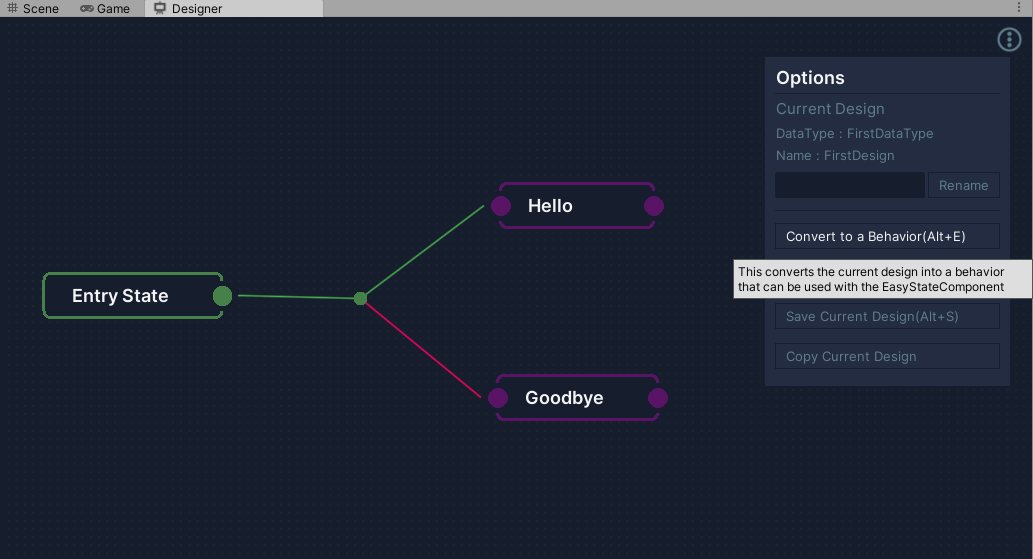 Scene Game Designer
Options
Current Design
DataType : FirstDataType
Name : FirstDesign
Rename
Convert to a Behavior(Alt+E)
This converts the current design into a behavior
that can be used with the EasyStateComponent
Save Current Design(Alt+S)
Copy Current Design
Entry State
Hello
Goodbye